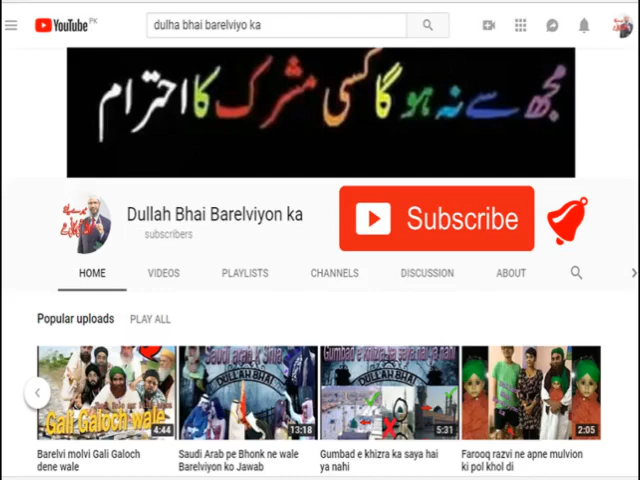 YouTube PK
dulha bhai barelviyo ka
مجھ سے نہ ہو گا کسی مشرک کا احترام
Dullah Bhai Barelviyon ka
subscribers
Subscribe
HOME VIDEOS PLAYLISTS CHANNELS DISCUSSION ABOUT
Popular uploads PLAY ALL
Gali Galoch wale
4:44
Saudi arab k
DULLAH BHAI
13:18
Gumbad e khizra ka saya hai ya nahi
DULLAH BHAI
5:31
2:05
Barelvi molvi Gali Galoch
dene wale
Saudi Arab pe Bhonk ne wale
Barelviyon ko Jawab
Gumbad e khizra ka saya hai
ya nahi
Farooq razvi ne apne mulvion
ki pol khol di